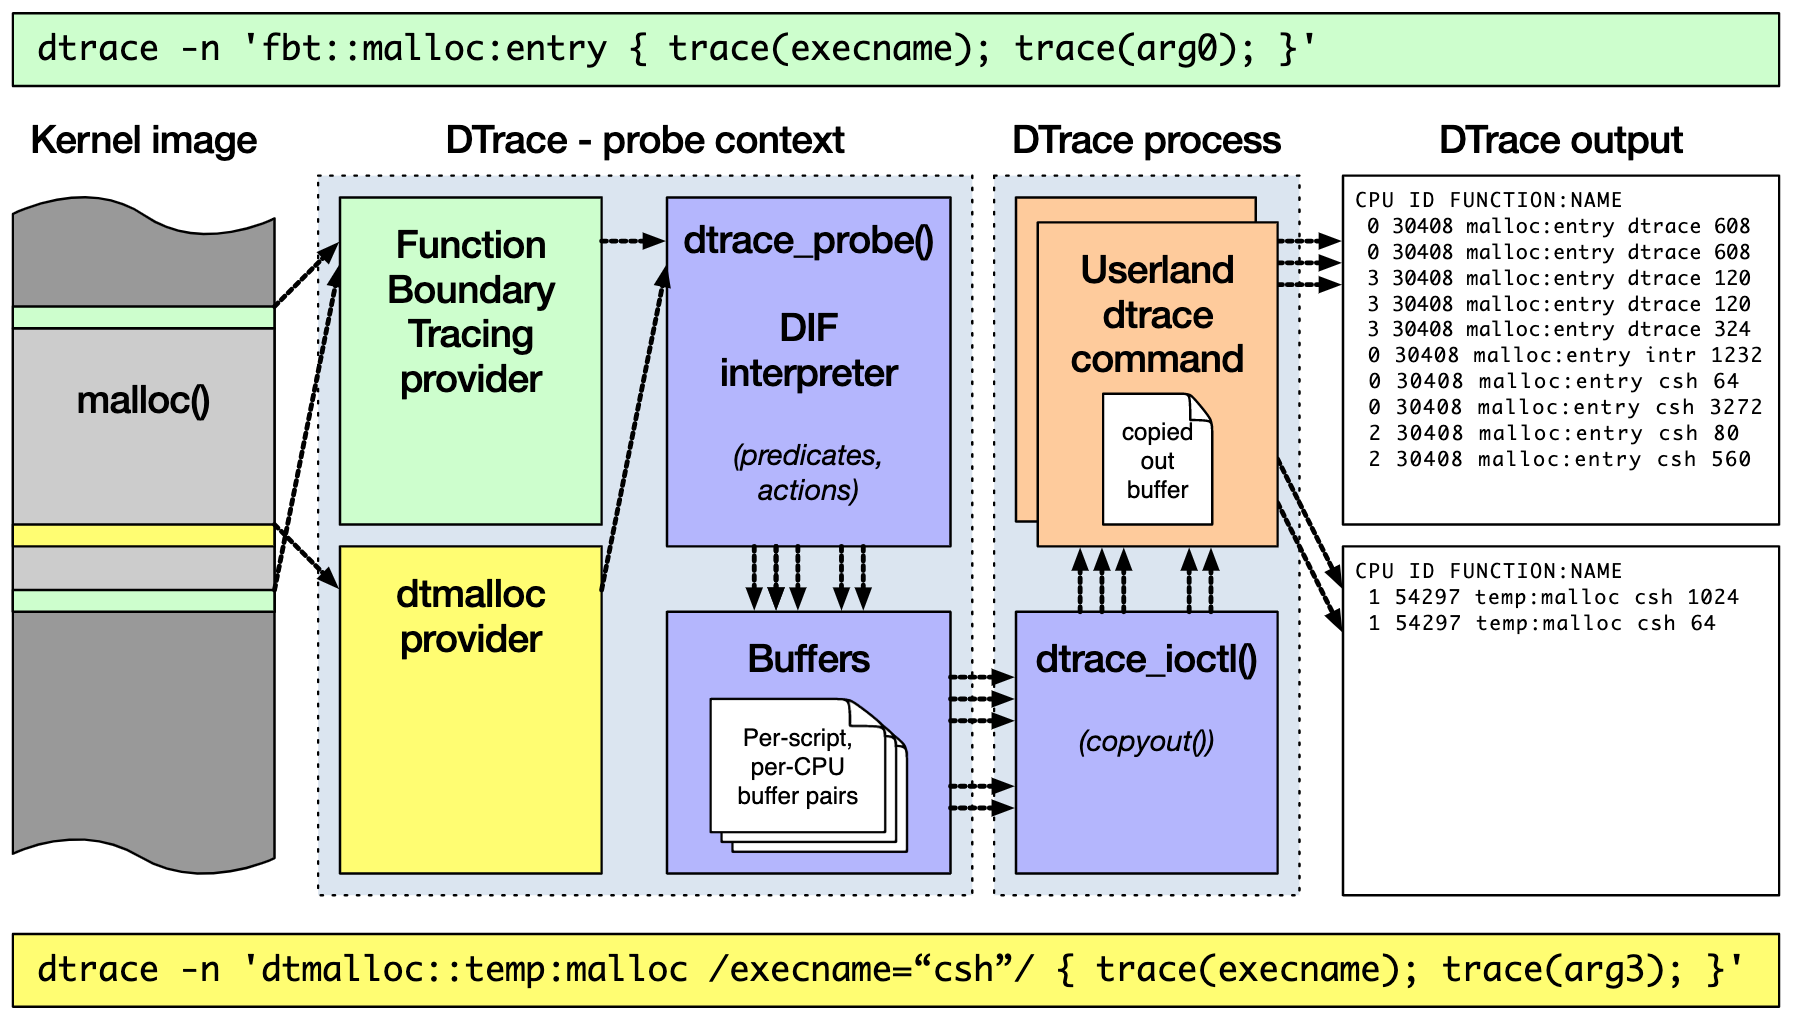 dtrace -n 'fbt::malloc:entry { trace(execname); trace(arg0); }'
Kernel image
DTrace - probe context
DTrace process
DTrace output
malloc()
Function
Boundary
Tracing
provider
dtmalloc
provider
dtrace_probe()
DIF
interpreter
(predicates,
actions)
Buffers
Per-script,
per-CPU
buffer pairs
Userland
dtrace
command
copied
out
buffer
dtrace_ioctl()
(copyout())
CPU ID FUNCTION:NAME
0 30408 malloc:entry dtrace 608
0 30408 malloc:entry dtrace 608
3 30408 malloc:entry dtrace 120
3 30408 malloc:entry dtrace 120
3 30408 malloc:entry dtrace 324
0 30408 malloc:entry intr 1232
0 30408 malloc:entry csh 64
0 30408 malloc:entry csh 3272
2 30408 malloc:entry csh 80
2 30408 malloc:entry csh 560
CPU ID FUNCTION:NAME
1 54297 temp:malloc csh 1024
1 54297 temp:malloc csh 64
dtrace -n 'dtmalloc::temp:malloc /execname=“csh”/ { trace(execname); trace(arg3); }'